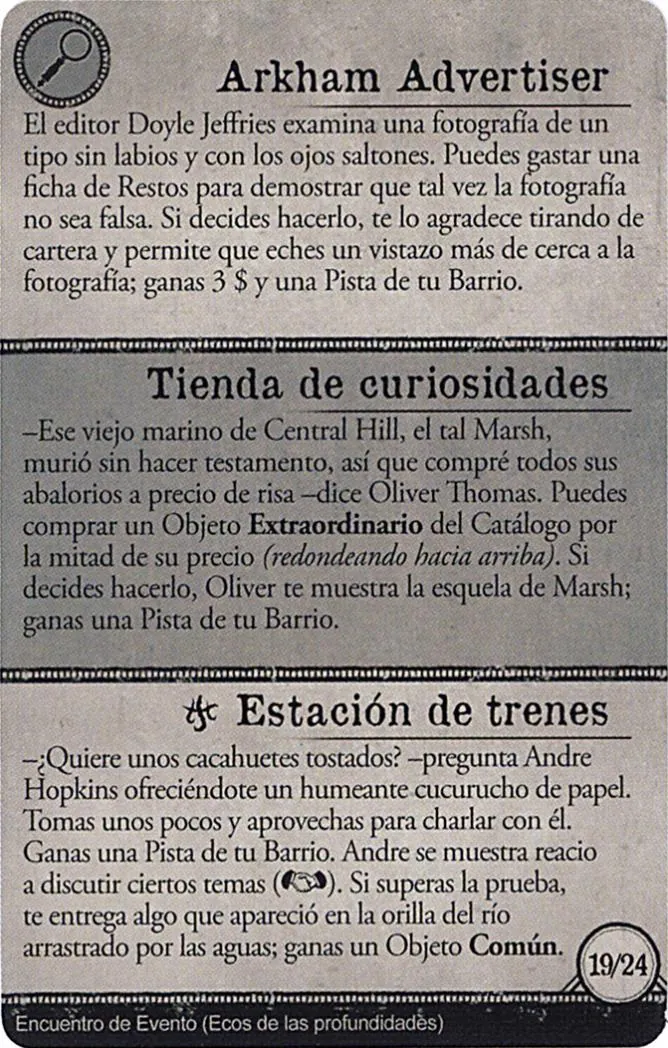 Arkham Advertiser
El editor Doyle Jeffries examina una fotografía de un
tipo sin labios y con los ojos saltones. Puedes gastar una
ficha de Restos para demostrar que tal vez la fotografía
no sea falsa. Si decides hacerlo, te lo agradece tirando de
cartera y permite que eches un vistazo más de cerca a la
fotografía; ganas 3 $ y una Pista de tu Barrio.
Tienda de curiosidades
–Ese viejo marino de Central Hill, el tal Marsh,
murió sin hacer testamento, así que compré todos sus
abalorios a precio de risa –dice Oliver Thomas. Puedes
comprar un Objeto Extraordinario del Catálogo por
la mitad de su precio (redondeando hacia arriba). Si
decides hacerlo, Oliver te muestra la esquela de Marsh;
ganas una Pista de tu Barrio.
Estación de trenes
–¿Quiere unos cacahuetes tostados? –pregunta Andre
Hopkins ofreciéndote un humeante cucurucho de papel.
Tomas unos pocos y aprovechas para charlar con él.
Ganas una Pista de tu Barrio. Andre se muestra reacio
a discutir ciertos temas (). Si superas la prueba,
te entrega algo que apareció en la orilla del río
arrastrado por las aguas; ganas un Objeto Común.
19/24
Encuentro de Evento (Ecos de las profundidades)